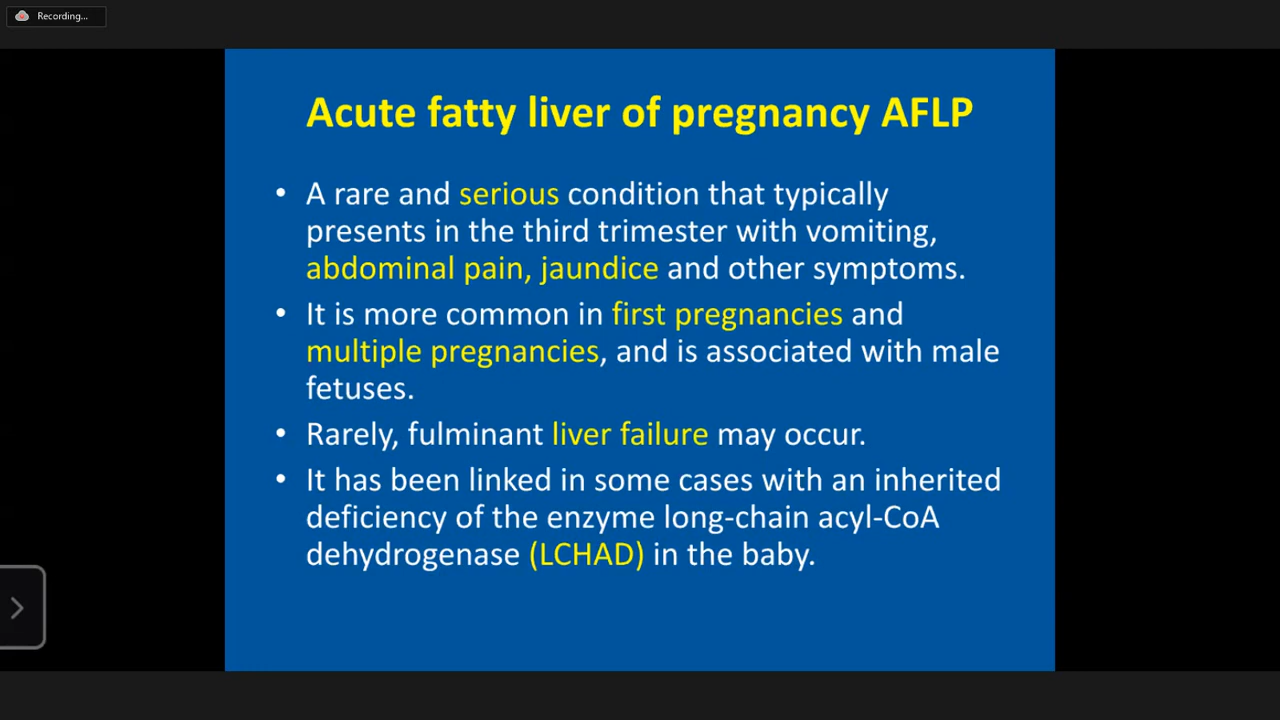 Recording...
Acute fatty liver of pregnancy AFLP
• A rare and serious condition that typically
presents in the third trimester with vomiting,
abdominal pain, jaundice and other symptoms.
• It is more common in first pregnancies and
multiple pregnancies, and is associated with male
fetuses.
• Rarely, fulminant liver failure may occur.
• It has been linked in some cases with an inherited
deficiency of the enzyme long-chain acyl-CoA
dehydrogenase (LCHAD) in the baby.